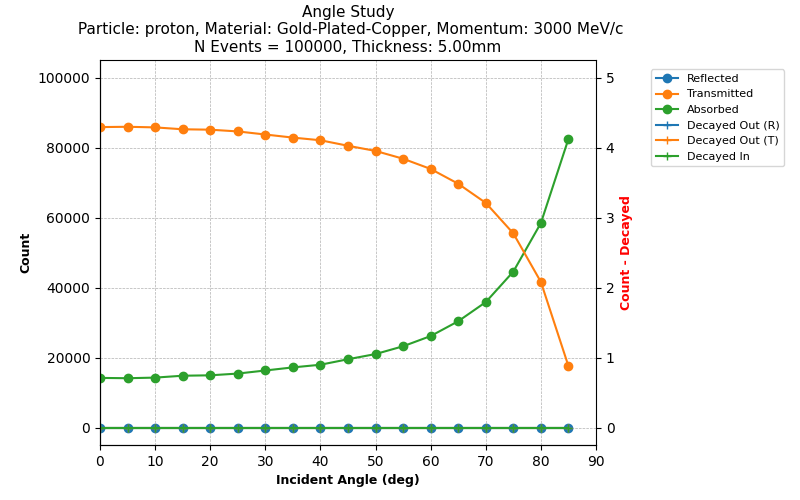 Angle Study
Particle: proton, Material: Gold-Plated-Copper, Momentum: 3000 MeV/c
N Events = 100000, Thickness: 5.00mm
100000
80000
60000
40000
20000
0
Count
5
4
3
2
1
0
Count - Decayed
0 10 20 30 40 50 60 70 80 90
Incident Angle (deg)
Reflected
Transmitted
Absorbed
Decayed Out (R)
Decayed Out (T)
Decayed In